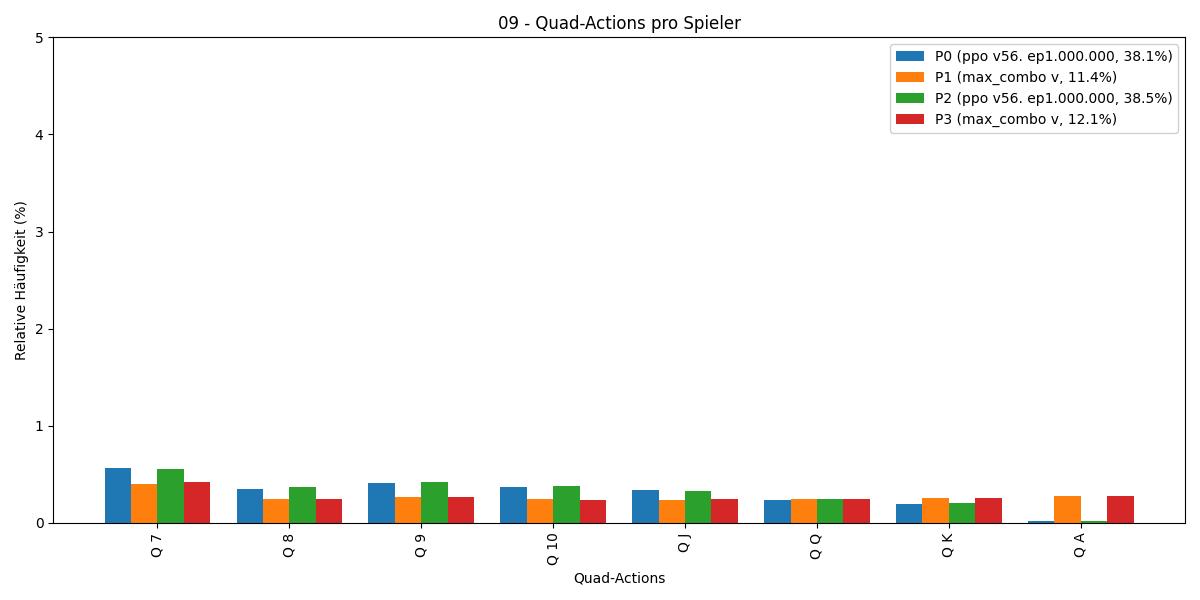 09 - Quad-Actions pro Spieler
P0 (ppo v56. ep1.000.000, 38.1%)
P1 (max_combo v, 11.4%)
P2 (ppo v56. ep1.000.000, 38.5%)
P3 (max_combo v, 12.1%)
Relative Häufigkeit (%)
5
4
3
2
1
0
Q 7
Q 8
Q 9
Q 10
Q J
Q Q
Q K
Q A
Quad-Actions